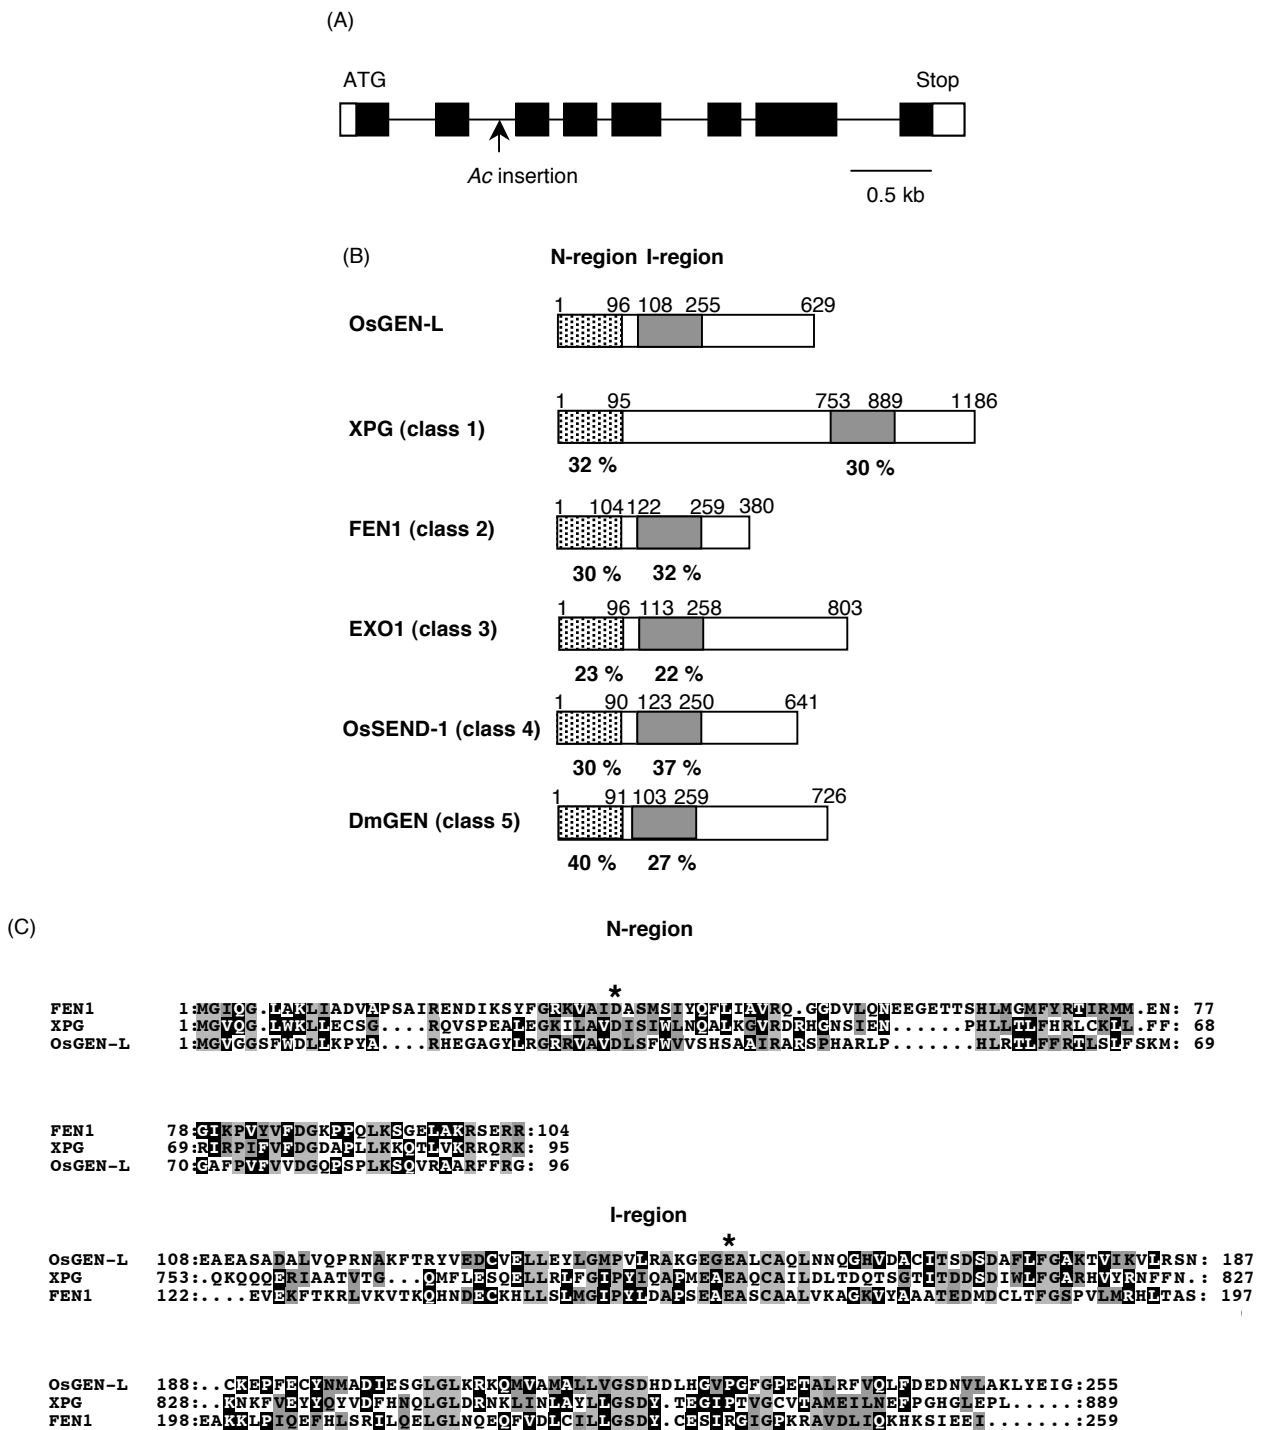 (A)
ATG Stop
Ac insertion
0.5 kb
(B) N-region I-region
1 96 108 255 629
OsGEN-L
1 95 753 889 1186
XPG (class 1)
32 % 30 %
1 104 122 259 380
FEN1 (class 2)
30 % 32 %
1 96 113 258 803
EXO1 (class 3)
23 % 22 %
1 90 123 250 641
OsSEND-1 (class 4)
30 % 37 %
1 91 103 259 726
DmGEN (class 5)
40 % 27 %
(C) N-region
*
FEN1 1:MGIQG.LAKLIADVAPSAIRENDIKSYFGRKVAIDASMSIYQFLIAVRQ.GGDVLQNEEGETTSHLMGMFYRTIRMM.EN: 77
XPG 1:MGVQG.LWKLLECSG....RQVSPEALEGKILAVDISIWLNQALKGVRDRHGNSIEN......PHLLTLFHRLCKLL.FF: 68
OsGEN-L 1:MGVGGSFWDLLKPYA....RHEGAGYLRGRRVAVDLSFWVVSHSAAIRARSPHARLP.......HLRTLFFRTLSLFSKM: 69
FEN1 78:GIKPVYVFDGKPPQLKSGELAKRSERR:104
XPG 69:RIRPIFVFDGDAPLLKKQTLVKRRQRK: 95
OsGEN-L 70:GAFPVFVVDGQPSPLKSQVRAARFFRG: 96
I-region
*
OsGEN-L 108:EAEASADALVQPRNAKFTRYVEDCVELLEYLGMPVLRAKGEGEALCAQLNNQGHVDACITSDSDAFLFGAKTVIKVLRSN: 187
XPG 753:.QKQQQERIAATVTG...QMFLESQELLRLFGIPYIQAPMEAEAQCAILDLTDQTSGTITDDSDIWLFGARHVYRNFFN.: 827
FEN1 122:....EVEKFTKRLVKVTKQHNDECKHLLSLMGIPYLDAPSEAEASCAALVKAGKVYAAATEDMDCLTFGSPVLMRHLTAS: 197
OsGEN-L 188:..CKEPFECYNMADIESGLGLKRKQMVAMALLVGSDHDLHGVPGFGPETALRFVQLFDEDNVLAKLYEIG:255
XPG 828:..KNKFVEYYQYVDFHNQLGLDRNKLINLAYLLGSDY.TEGIPTVGCVTAMEILNEFPGHGLEPL.....:889
FEN1 198:EAKKLPIQEFHLSRILQELGLNQEQFVDLCILLGSDY.CESIRGIGPKRAVDLIQKHKSIEEI.......:259